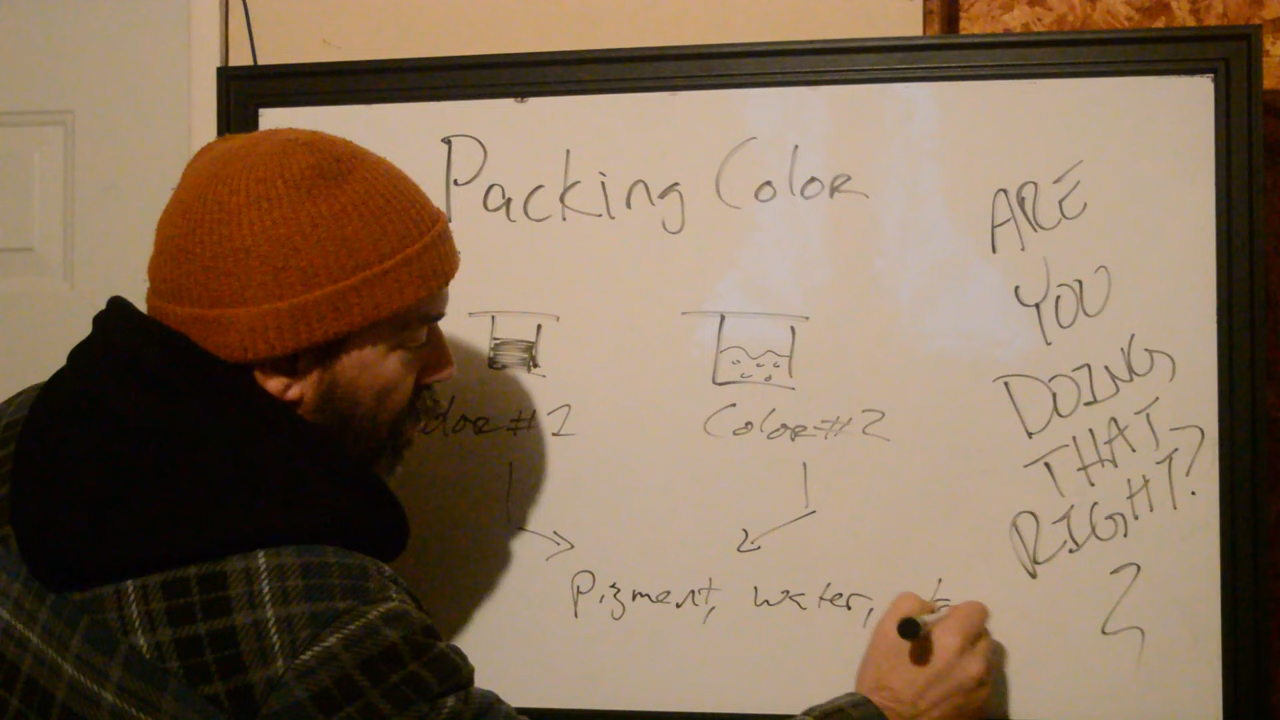 Packing Color
Color #2
Pigment, water,
ARE
YOU
DOING
THAT
RIGHT?